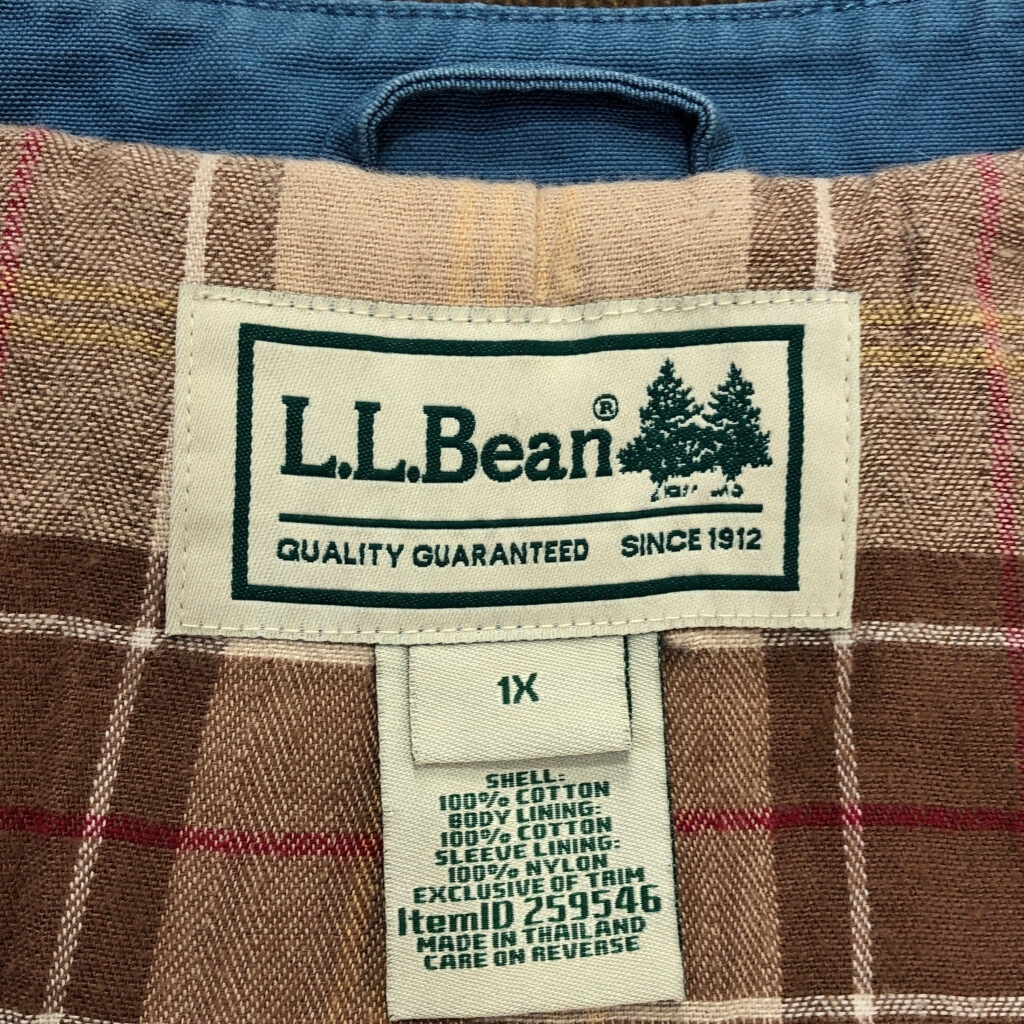 L.L.Bean®
QUALITY GUARANTEED SINCE 1912
1X
SHELL:
100% COTTON
BODY LINING:
100% COTTON
SLEEVE LINING:
100% NYLON
EXCLUSIVE OF TRIM
ItemID 259546
MADE IN THAILAND
CARE ON REVERSE